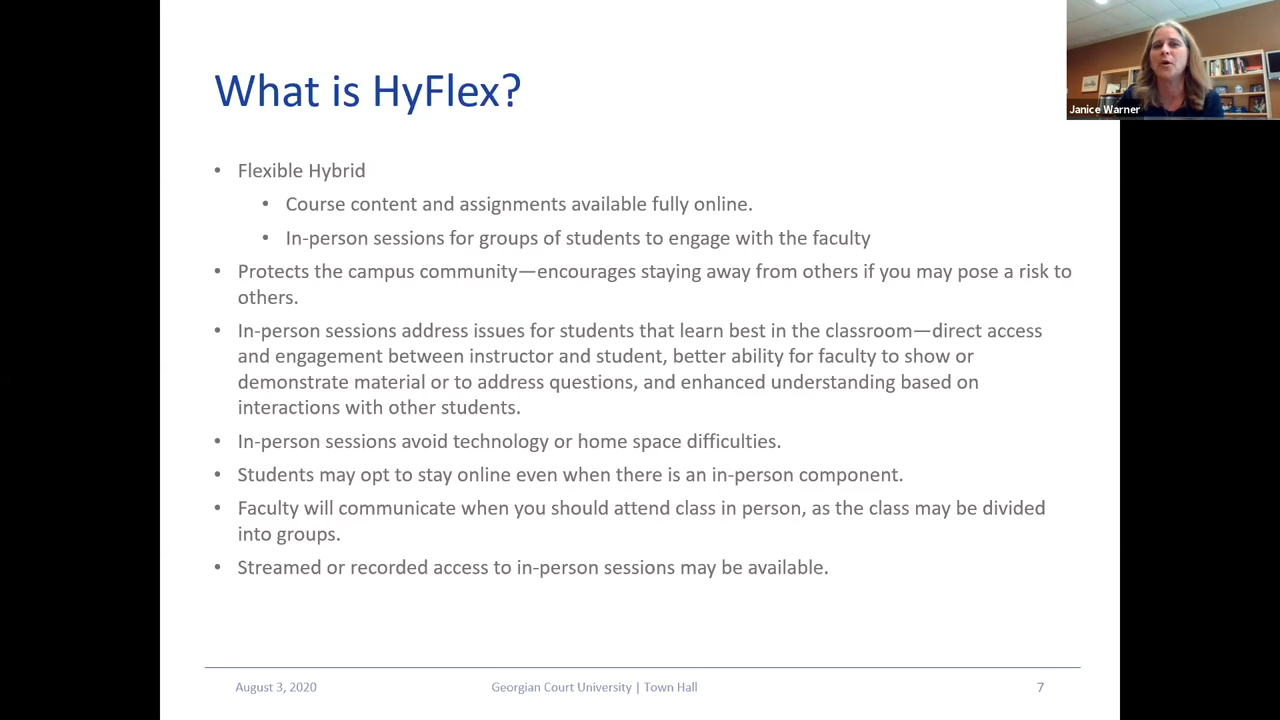 What is HyFlex?
Janice Warner
• Flexible Hybrid
• Course content and assignments available fully online.
• In-person sessions for groups of students to engage with the faculty
• Protects the campus community—encourages staying away from others if you may pose a risk to
others.
• In-person sessions address issues for students that learn best in the classroom—direct access
and engagement between instructor and student, better ability for faculty to show or
demonstrate material or to address questions, and enhanced understanding based on
interactions with other students.
• In-person sessions avoid technology or home space difficulties.
• Students may opt to stay online even when there is an in-person component.
• Faculty will communicate when you should attend class in person, as the class may be divided
into groups.
• Streamed or recorded access to in-person sessions may be available.
August 3, 2020
Georgian Court University | Town Hall
7